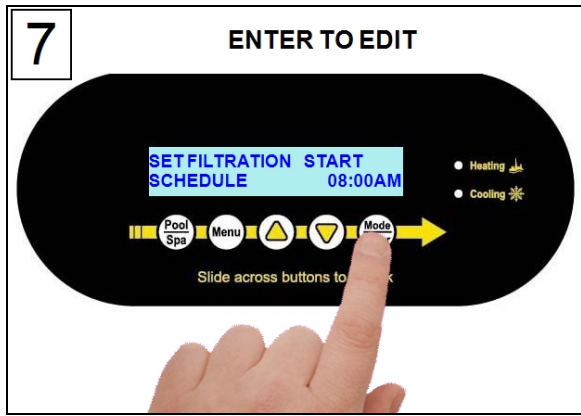 7
ENTER TO EDIT
SET FILTRATION START
SCHEDULE 08:00AM
Heating
Cooling
Pool
Spa
Menu
Mode
Slide across buttons to